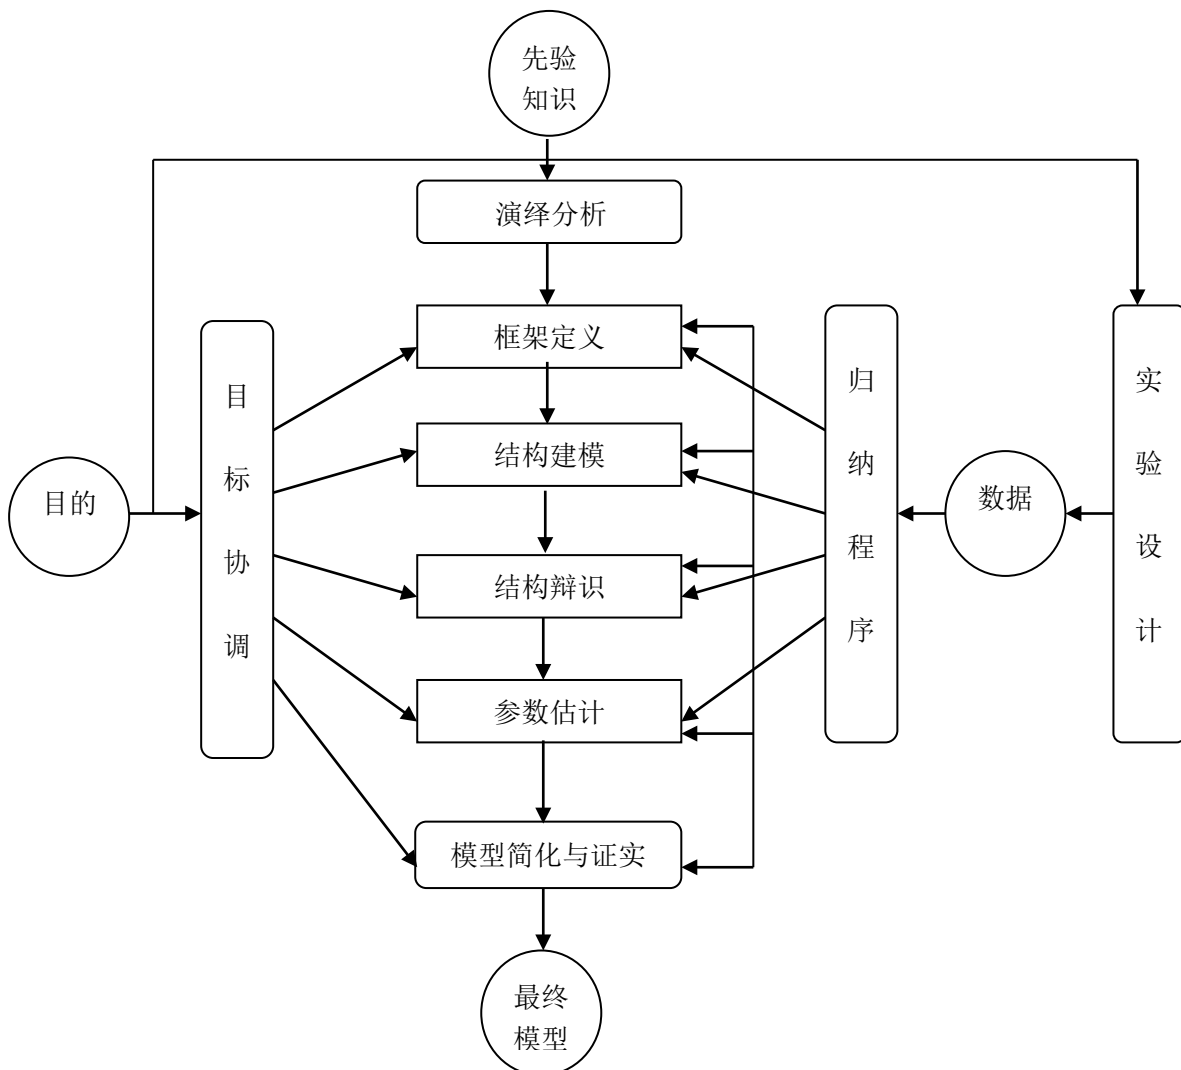 先验
知识
演绎分析
框架定义
结构建模
结构辩识
参数估计
模型简化与证实
最终
模型
目的
目标协调
归纳程序
数据
实验设计